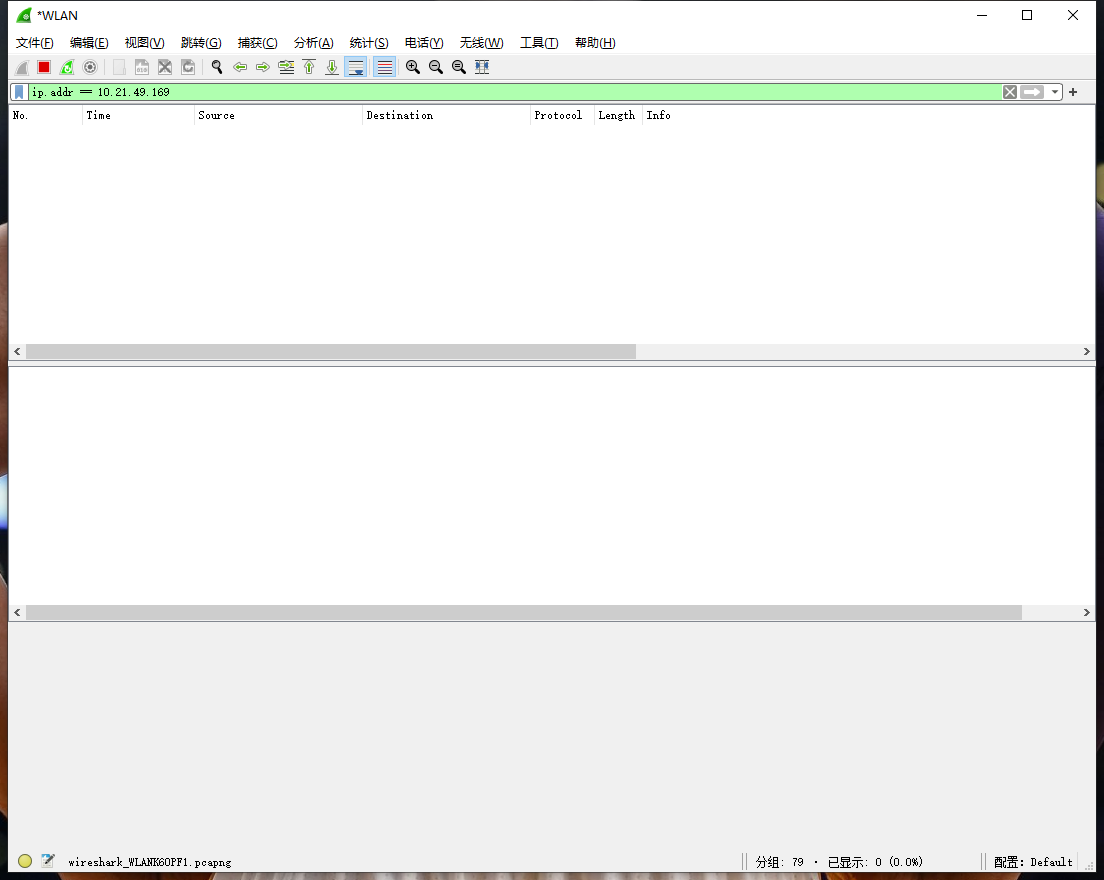 *WLAN
文件(F) 编辑(E) 视图(V) 跳转(G) 捕获(C) 分析(A) 统计(S) 电话(Y) 无线(W) 工具(T) 帮助(H)
ip.addr == 10.21.49.169
No. Time Source Destination Protocol Length Info
wireshark_WLANK6OPF1.pcapng 分组: 79 · 已显示: 0 (0.0%) 配置: Default